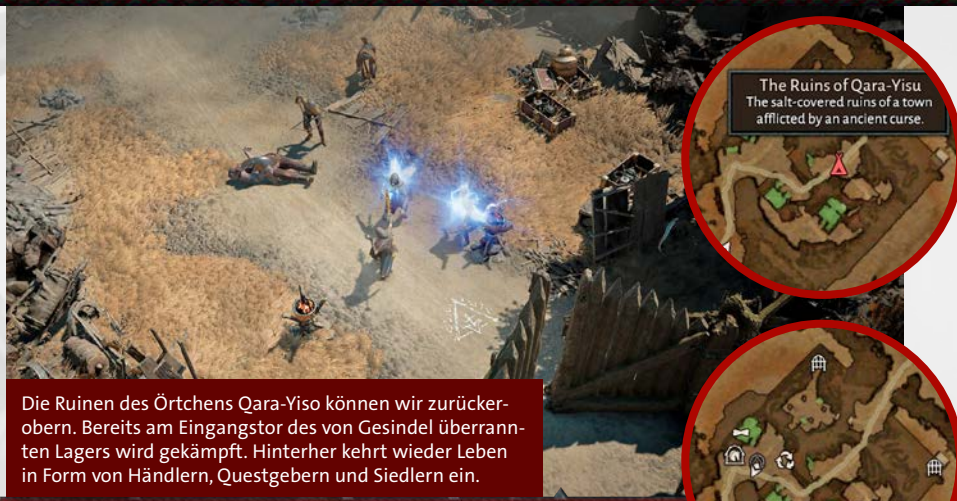 The Ruins of Qara-Yisu
The salt-covered ruins of a town
afflicted by an ancient curse.
Die Ruinen des Örtchens Qara-Yiso können wir zurücker-
obern. Bereits am Eingangstor des von Gesindel überrann-
ten Lagers wird gekämpft. Hinterher kehrt wieder Leben
in Form von Händlern, Questgebern und Siedlern ein.